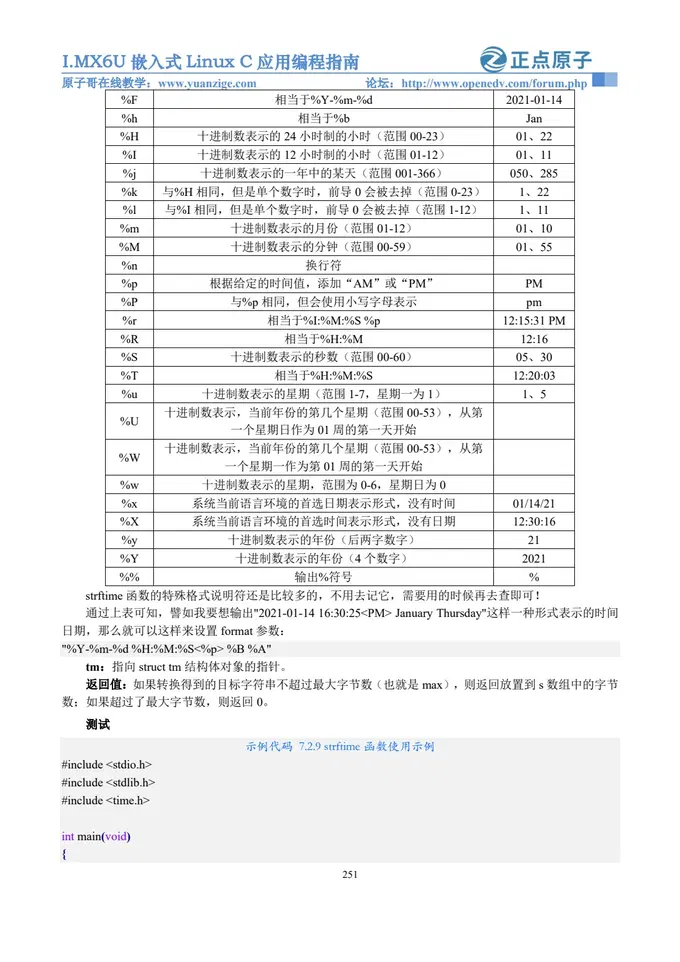 I.MX6U 嵌入式 Linux C 应用编程指南
正点原子
原子哥在线教学：www.yuanzige.com 论坛：http://www.openedv.com/forum.php
%F 相当于%Y-%m-%d 2021-01-14
%h 相当于%b Jan
%H 十进制数表示的 24 小时制的小时（范围 00-23） 01、22
%I 十进制数表示的 12 小时制的小时（范围 01-12） 01、11
%j 十进制数表示的一年中的某天（范围 001-366） 050、285
%k 与%H 相同，但是单个数字时，前导 0 会被去掉（范围 0-23） 1、22
%l 与%I 相同，但是单个数字时，前导 0 会被去掉（范围 1-12） 1、11
%m 十进制数表示的月份（范围 01-12） 01、10
%M 十进制数表示的分钟（范围 00-59） 01、55
%n 换行符
%p 根据给定的时间值，添加“AM”或“PM” PM
%P 与%p 相同，但会使用小写字母表示 pm
%r 相当于%I:%M:%S %p 12:15:31 PM
%R 相当于%H:%M 12:16
%S 十进制数表示的秒数（范围 00-60） 05、30
%T 相当于%H:%M:%S 12:20:03
%u 十进制数表示的星期（范围 1-7，星期一为 1） 1、5
%U 十进制数表示，当前年份的第几个星期（范围 00-53），从第
一个星期日作为 01 周的第一天开始
%W 十进制数表示，当前年份的第几个星期（范围 00-53），从第
一个星期一作为第 01 周的第一天开始
%w 十进制数表示的星期，范围为 0-6，星期日为 0
%x 系统当前语言环境的首选日期表示形式，没有时间 01/14/21
%X 系统当前语言环境的首选时间表示形式，没有日期 12:30:16
%y 十进制数表示的年份（后两字数字） 21
%Y 十进制数表示的年份（4 个数字） 2021
%% 输出%符号 %
strftime 函数的特殊格式说明符还是比较多的，不用去记它，需要用的时候再去查即可！
通过上表可知，譬如我要想输出"2021-01-14 16:30:25<PM> January Thursday"这样一种形式表示的时间
日期，那么就可以这样来设置 format 参数：
"%Y-%m-%d %H:%M:%S<%p> %B %A"
tm：指向 struct tm 结构体对象的指针。
返回值：如果转换得到的目标字符串不超过最大字节数（也就是 max），则返回放置到 s 数组中的字节
数；如果超过了最大字节数，则返回 0。
测试
示例代码 7.2.9 strftime 函数使用示例
#include <stdio.h>
#include <stdlib.h>
#include <time.h>
int main(void)
{
251